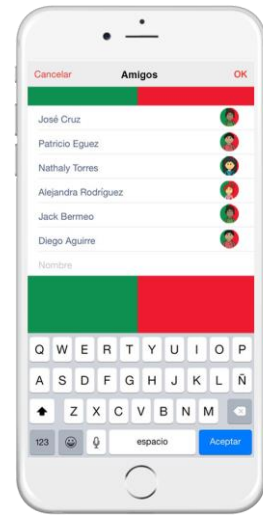 Cancelar Amigos OK
José Cruz
Patricio Eguez
Nathaly Torres
Alejandra Rodríguez
Jack Bermeo
Diego Aguirre
Nombre
Q W E R T Y U I O P
A S D F G H J K L Ñ
Z X C V B N M
123 espacio Aceptar